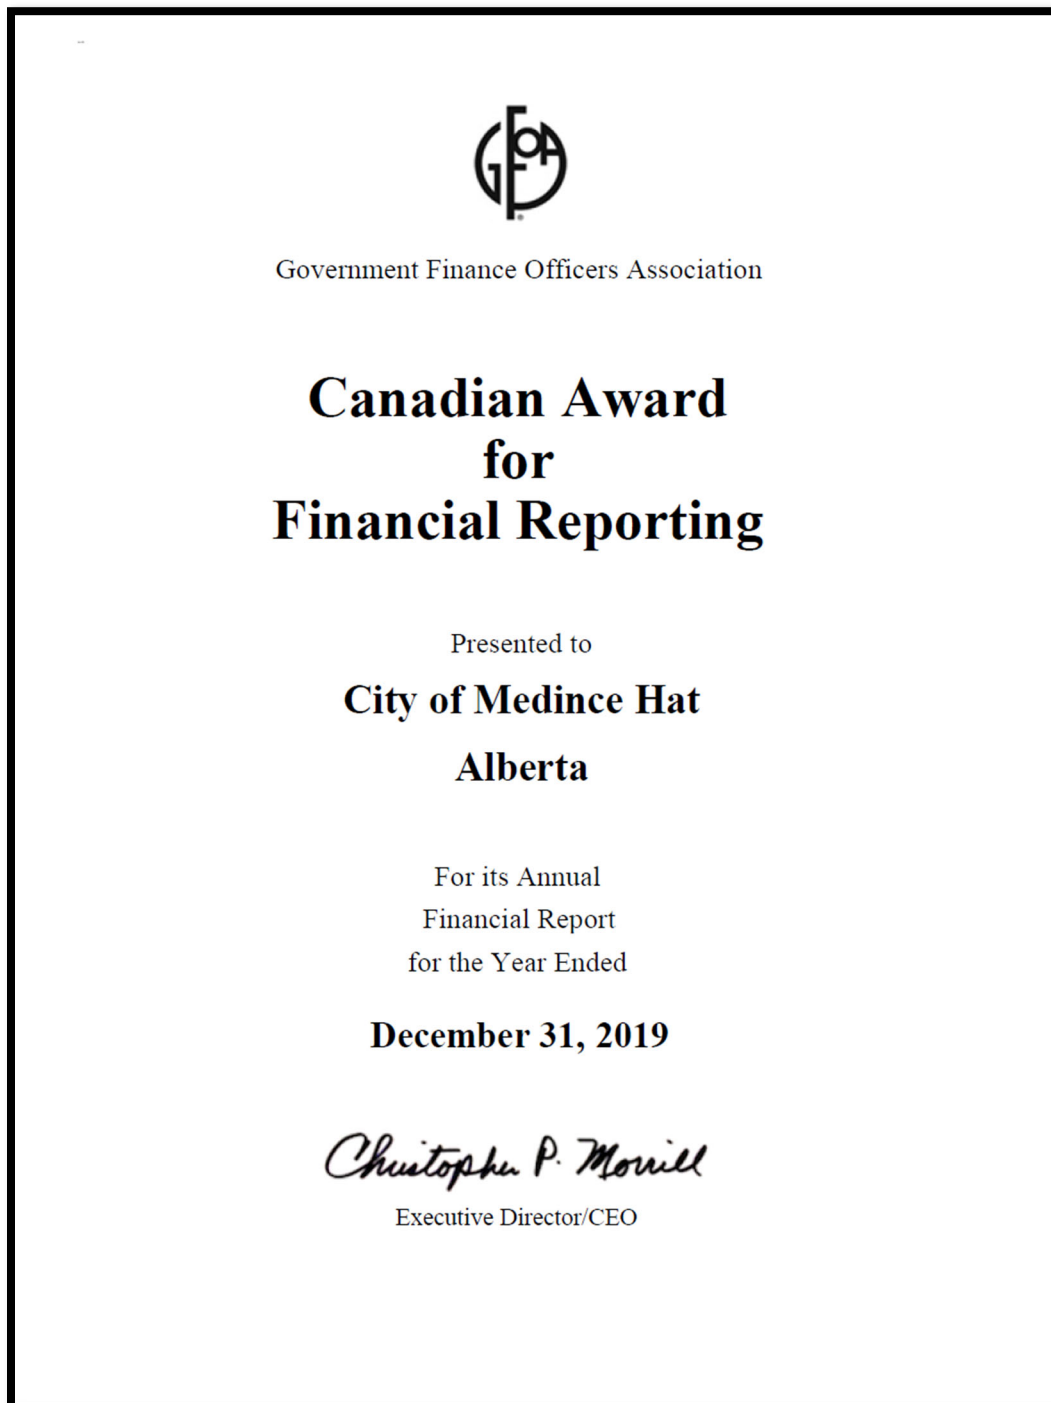 GFOA
Government Finance Officers Association
Canadian Award
for
Financial Reporting
Presented to
City of Medince Hat
Alberta
For its Annual
Financial Report
for the Year Ended
December 31, 2019
Christopher P. Morrill
Executive Director/CEO